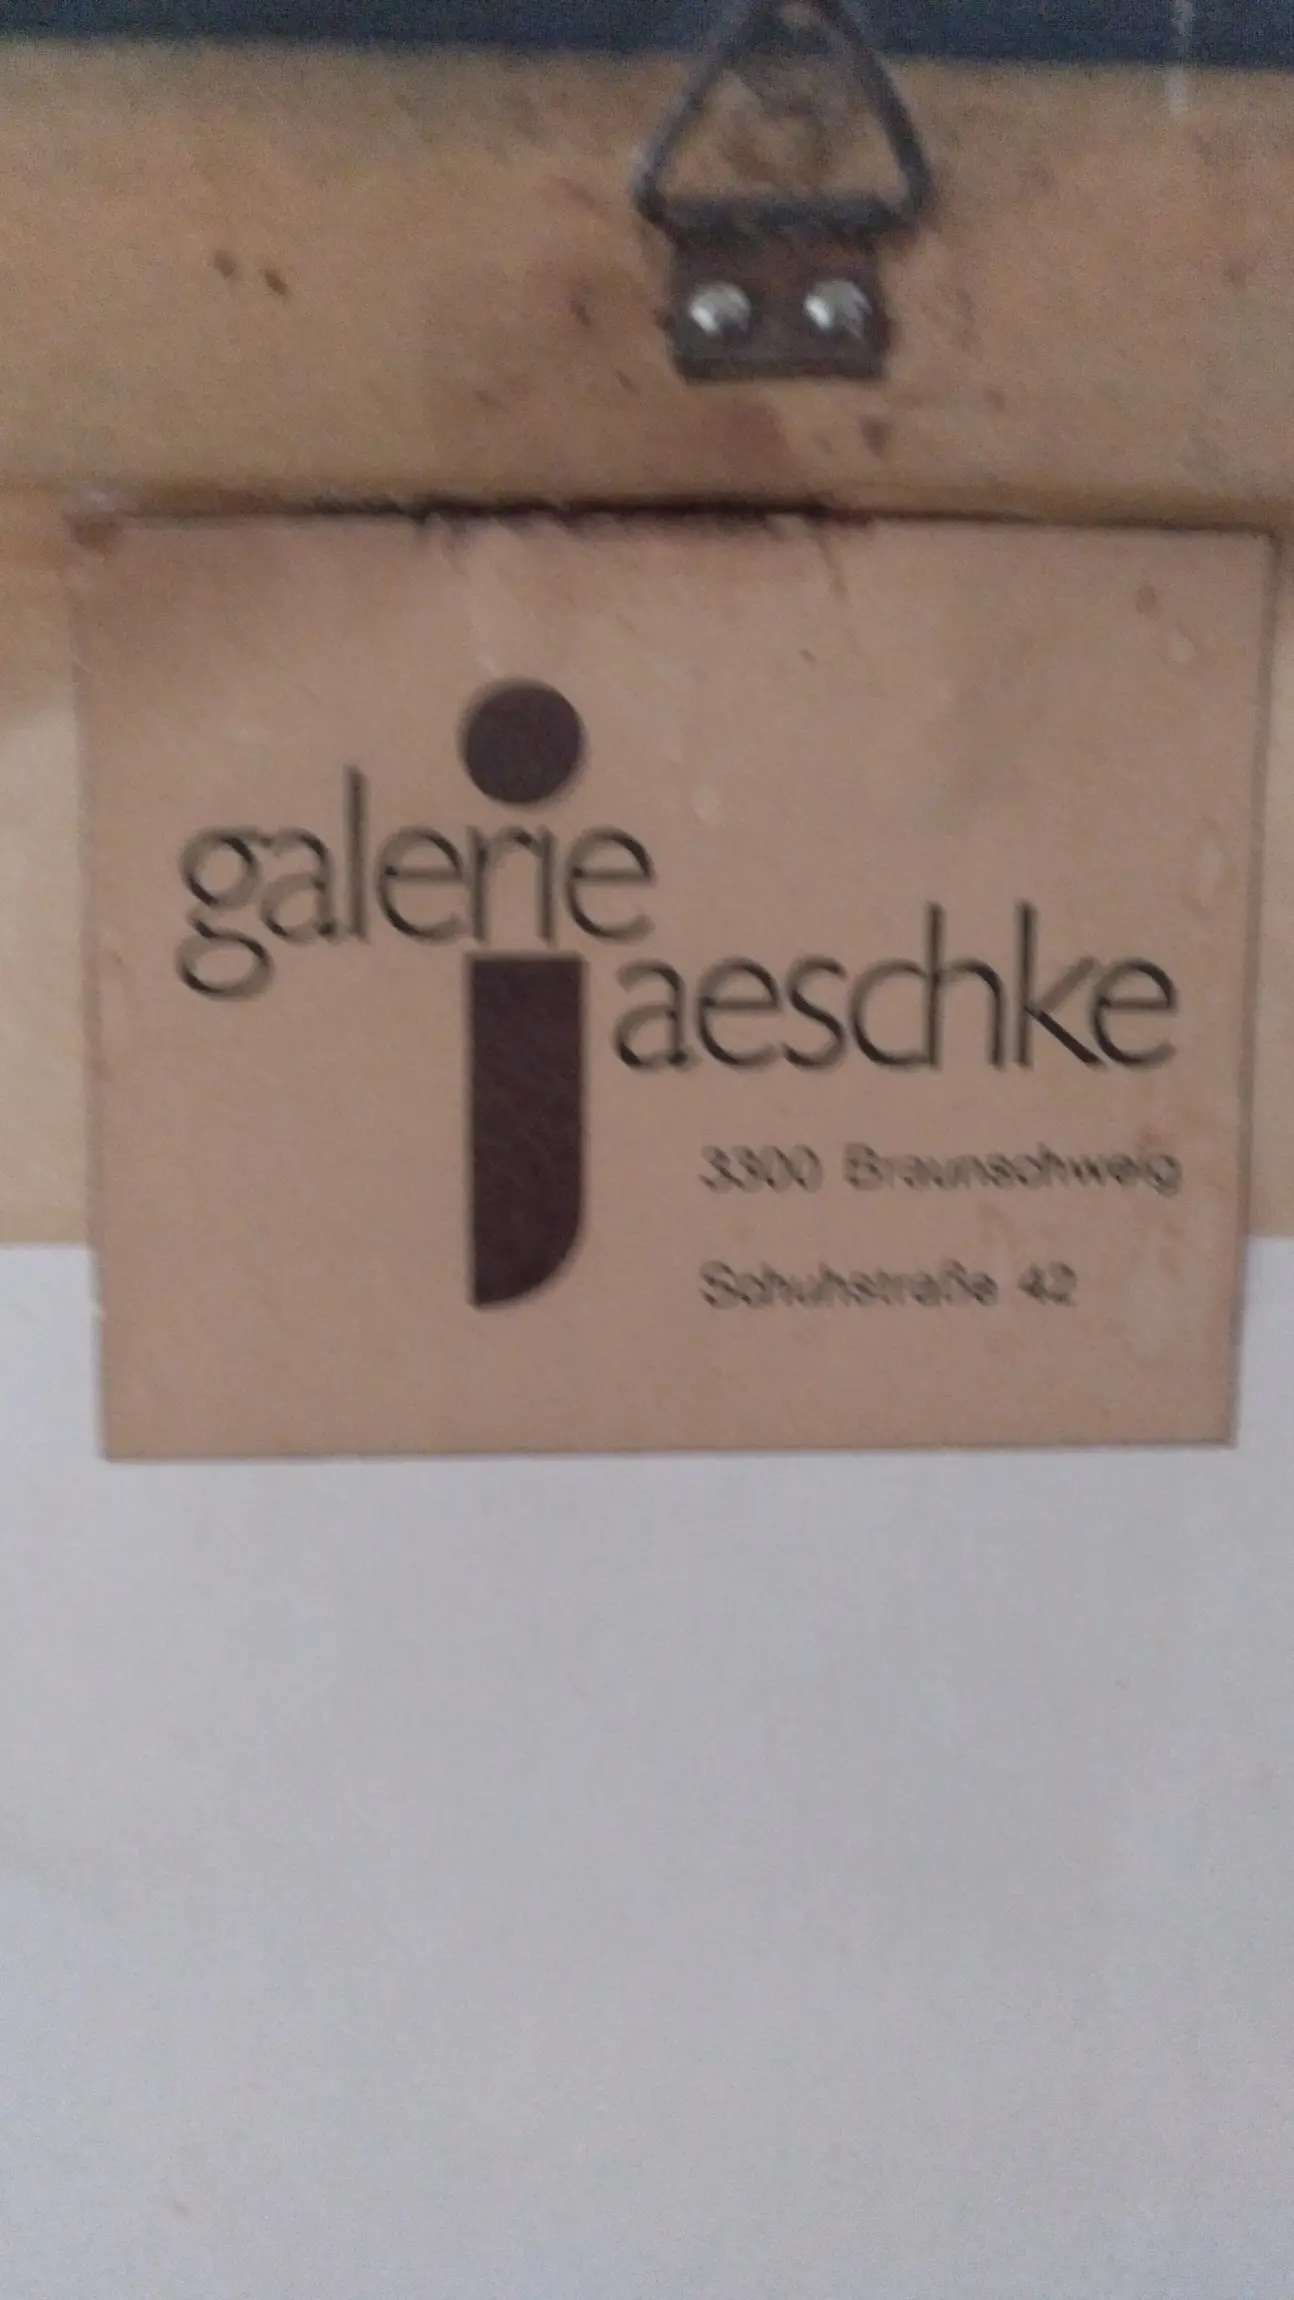 galerie
jaeschke
3300 Braunschweig
Schuhstraße 42